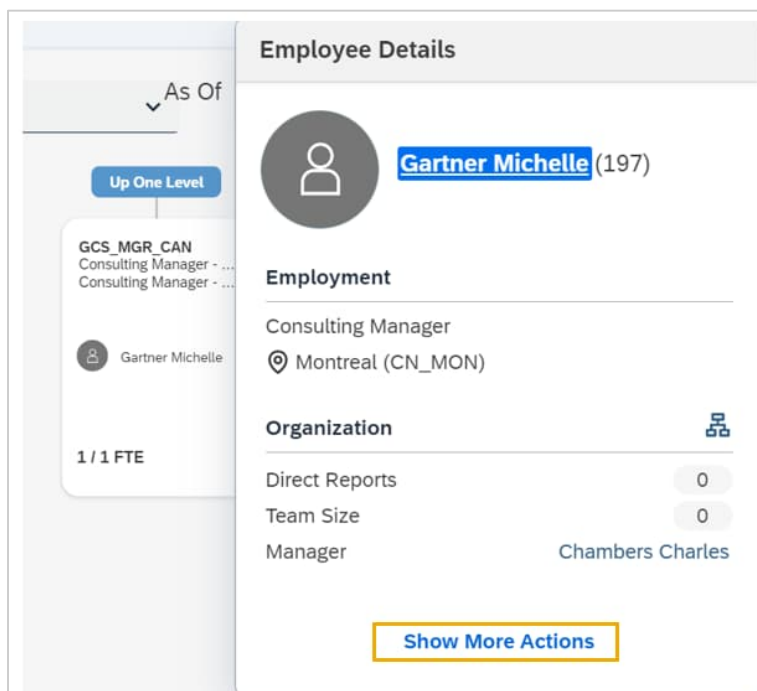 As Of
Up One Level
GCS_MGR_CAN
Consulting Manager - ...
Consulting Manager - ...
Gartner Michelle
1 / 1 FTE
Employee Details
Gartner Michelle (197)
Employment
Consulting Manager
Montreal (CN_MON)
Organization
Direct Reports 0
Team Size 0
Manager Chambers Charles
Show More Actions